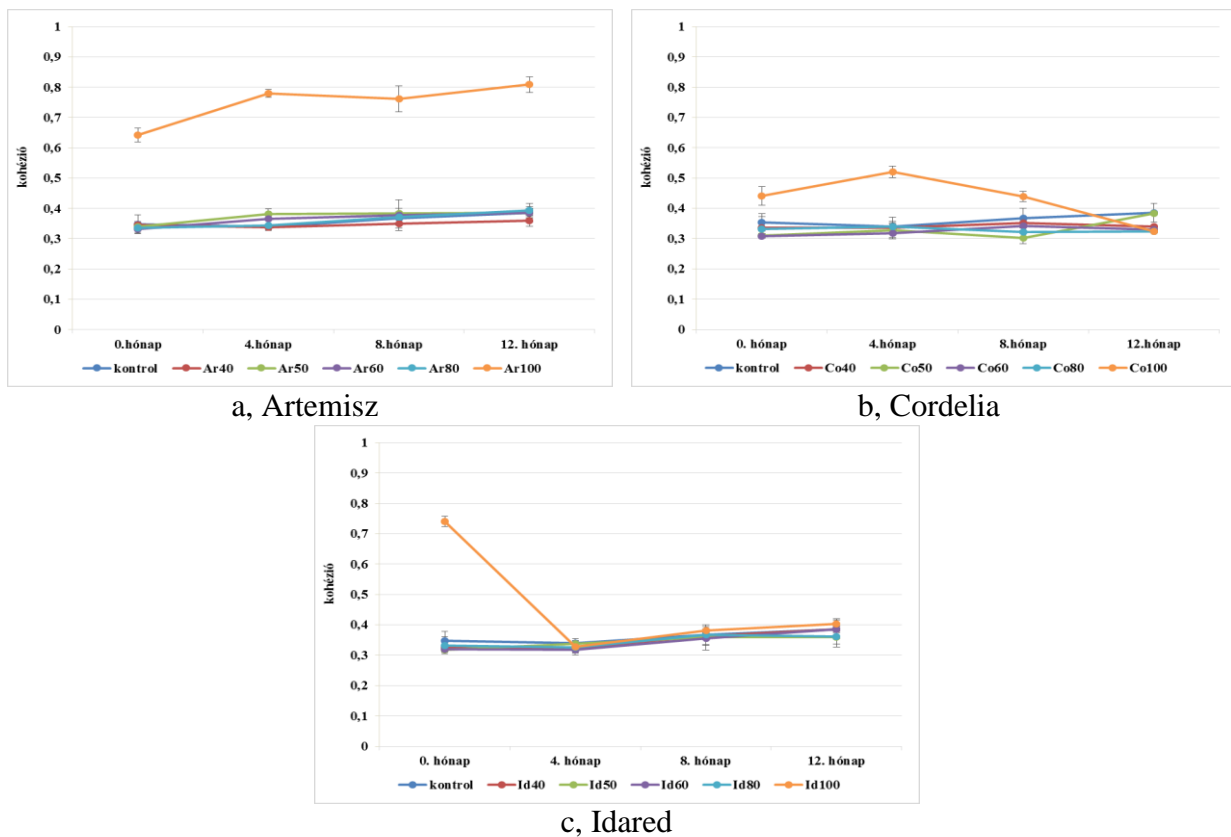 1
0,9
0,8
0,7
0,6
0,5
0,4
0,3
0,2
0,1
0
kohézió
0.hónap 4.hónap 8.hónap 12. hónap
kontrol Ar40 Ar50 Ar60 Ar80 Ar100
a, Artemisz
1
0,9
0,8
0,7
0,6
0,5
0,4
0,3
0,2
0,1
0
kohézió
0. hónap 4.hónap 8.hónap 12.hónap
kontrol Co40 Co50 Co60 Co80 Co100
b, Cordelia
1
0,9
0,8
0,7
0,6
0,5
0,4
0,3
0,2
0,1
0
kohézió
0. hónap 4. hónap 8. hónap 12. hónap
kontrol Id40 Id50 Id60 Id80 Id100
c, Idared